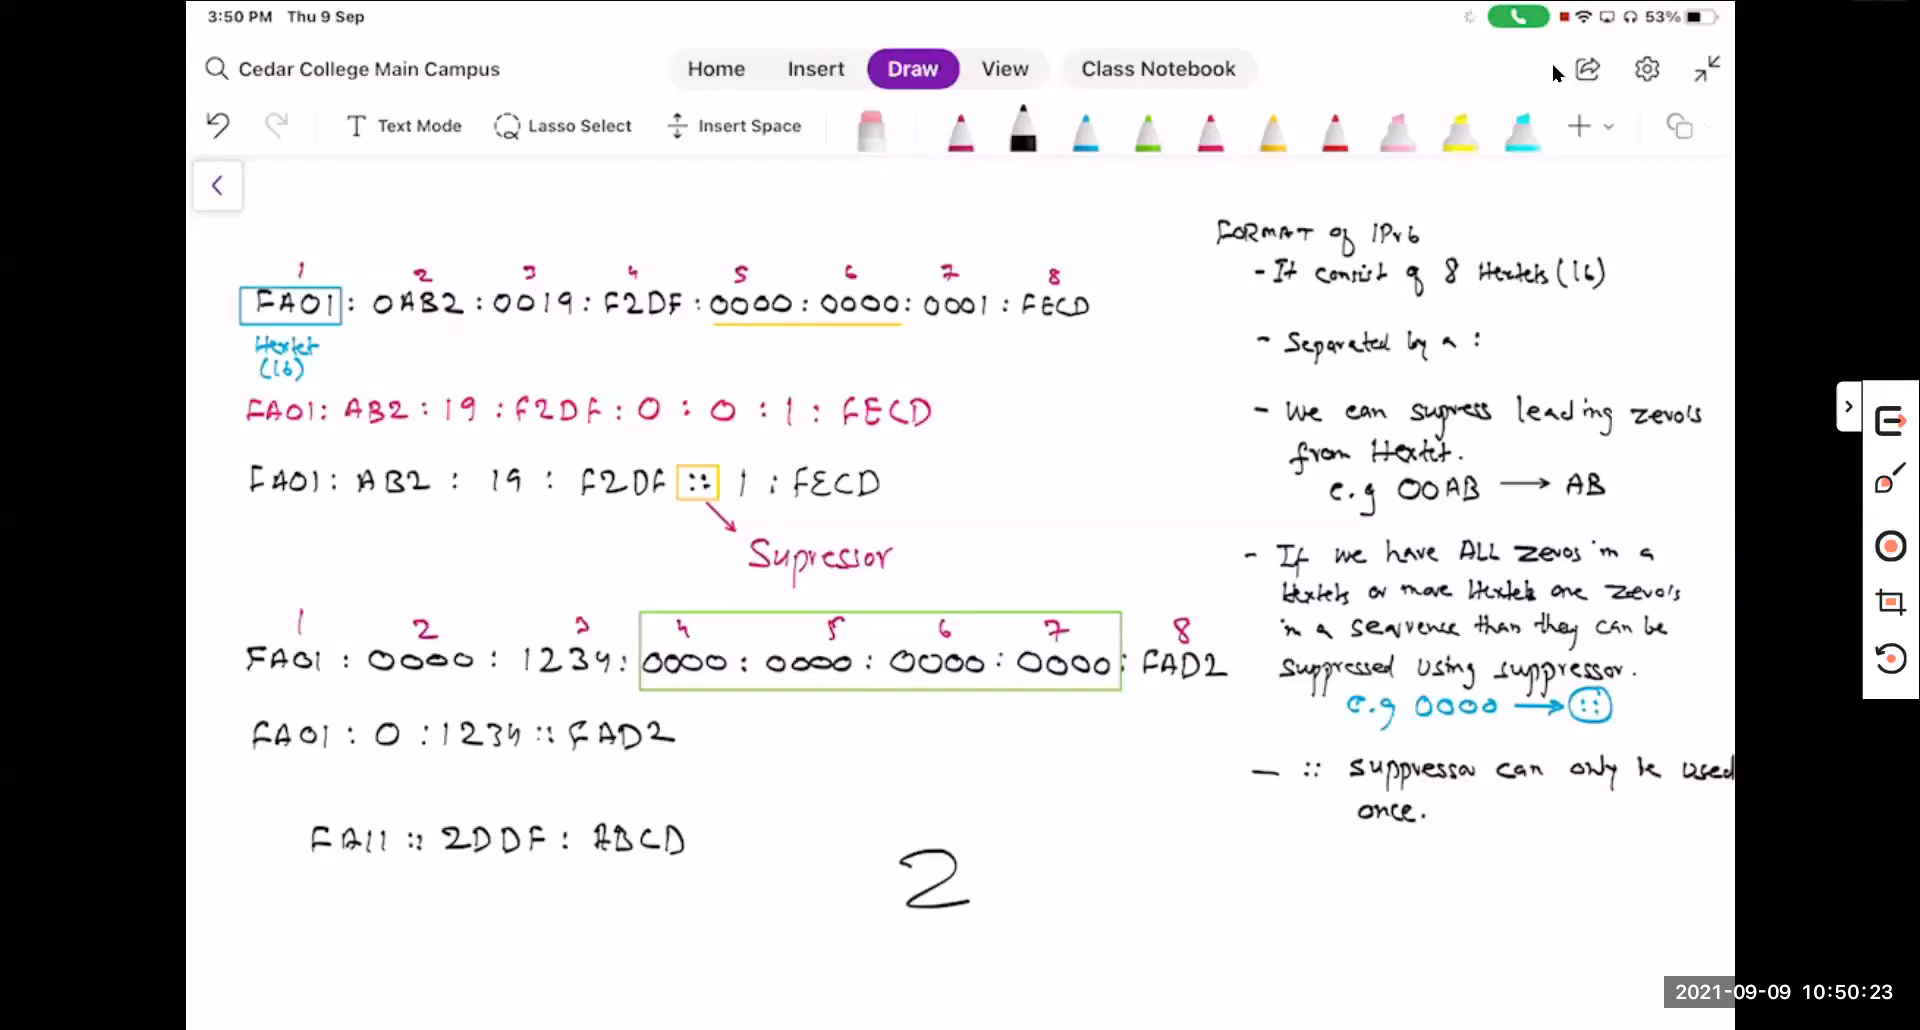 3:50 PM Thu 9 Sep
53%
Cedar College Main Campus
Home Insert Draw View Class Notebook
Text Mode Lasso Select Insert Space
1 2 3 4 5 6 7 8
FA01 : 0AB2 : 0019 : F2DF : 0000 : 0000 : 0001 : FECD
Hextet
(16)
FA01 : AB2 : 19 : F2DF : 0 : 0 : 1 : FECD
FA01 : AB2 : 19 : F2DF :: 1 : FECD
Supressor
1 2 3 4 5 6 7 8
FA01 : 0000 : 1234 : 0000 : 0000 : 0000 : 0000 : FAD2
FA01 : 0 : 1234 :: FAD2
FA11 :: 2DDF : ABCD
2
FORMAT of IPv6
- It consist of 8 Hextets (16)
- Separated by a :
- We can supress leading zero's
from Hextet.
e.g 00AB → AB
- If we have ALL zeros in a
Hextets or more Hextets are zero's
in a seqvence than they can be
suppressed using suppressor.
e.g 0000 → ::
- :: suppressor can only be used
once.
2021-09-09 10:50:23